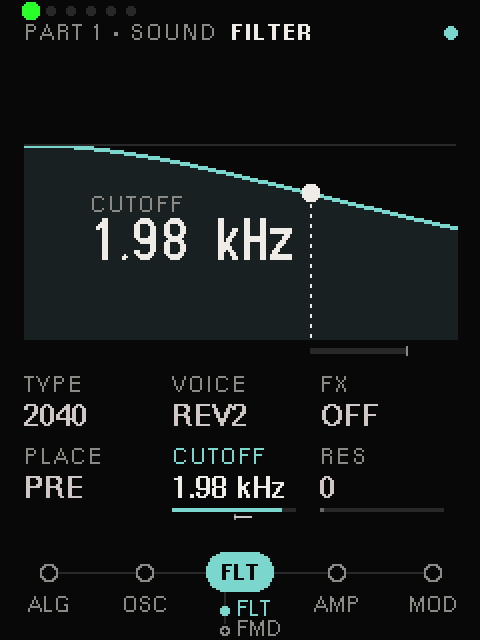 PART 1 · SOUND FILTER
CUTOFF
1.98 kHz
TYPE VOICE FX
2040 REV2 OFF
PLACE CUTOFF RES
PRE 1.98 kHz 0
FLT
ALG OSC FLT AMP MOD
FMD